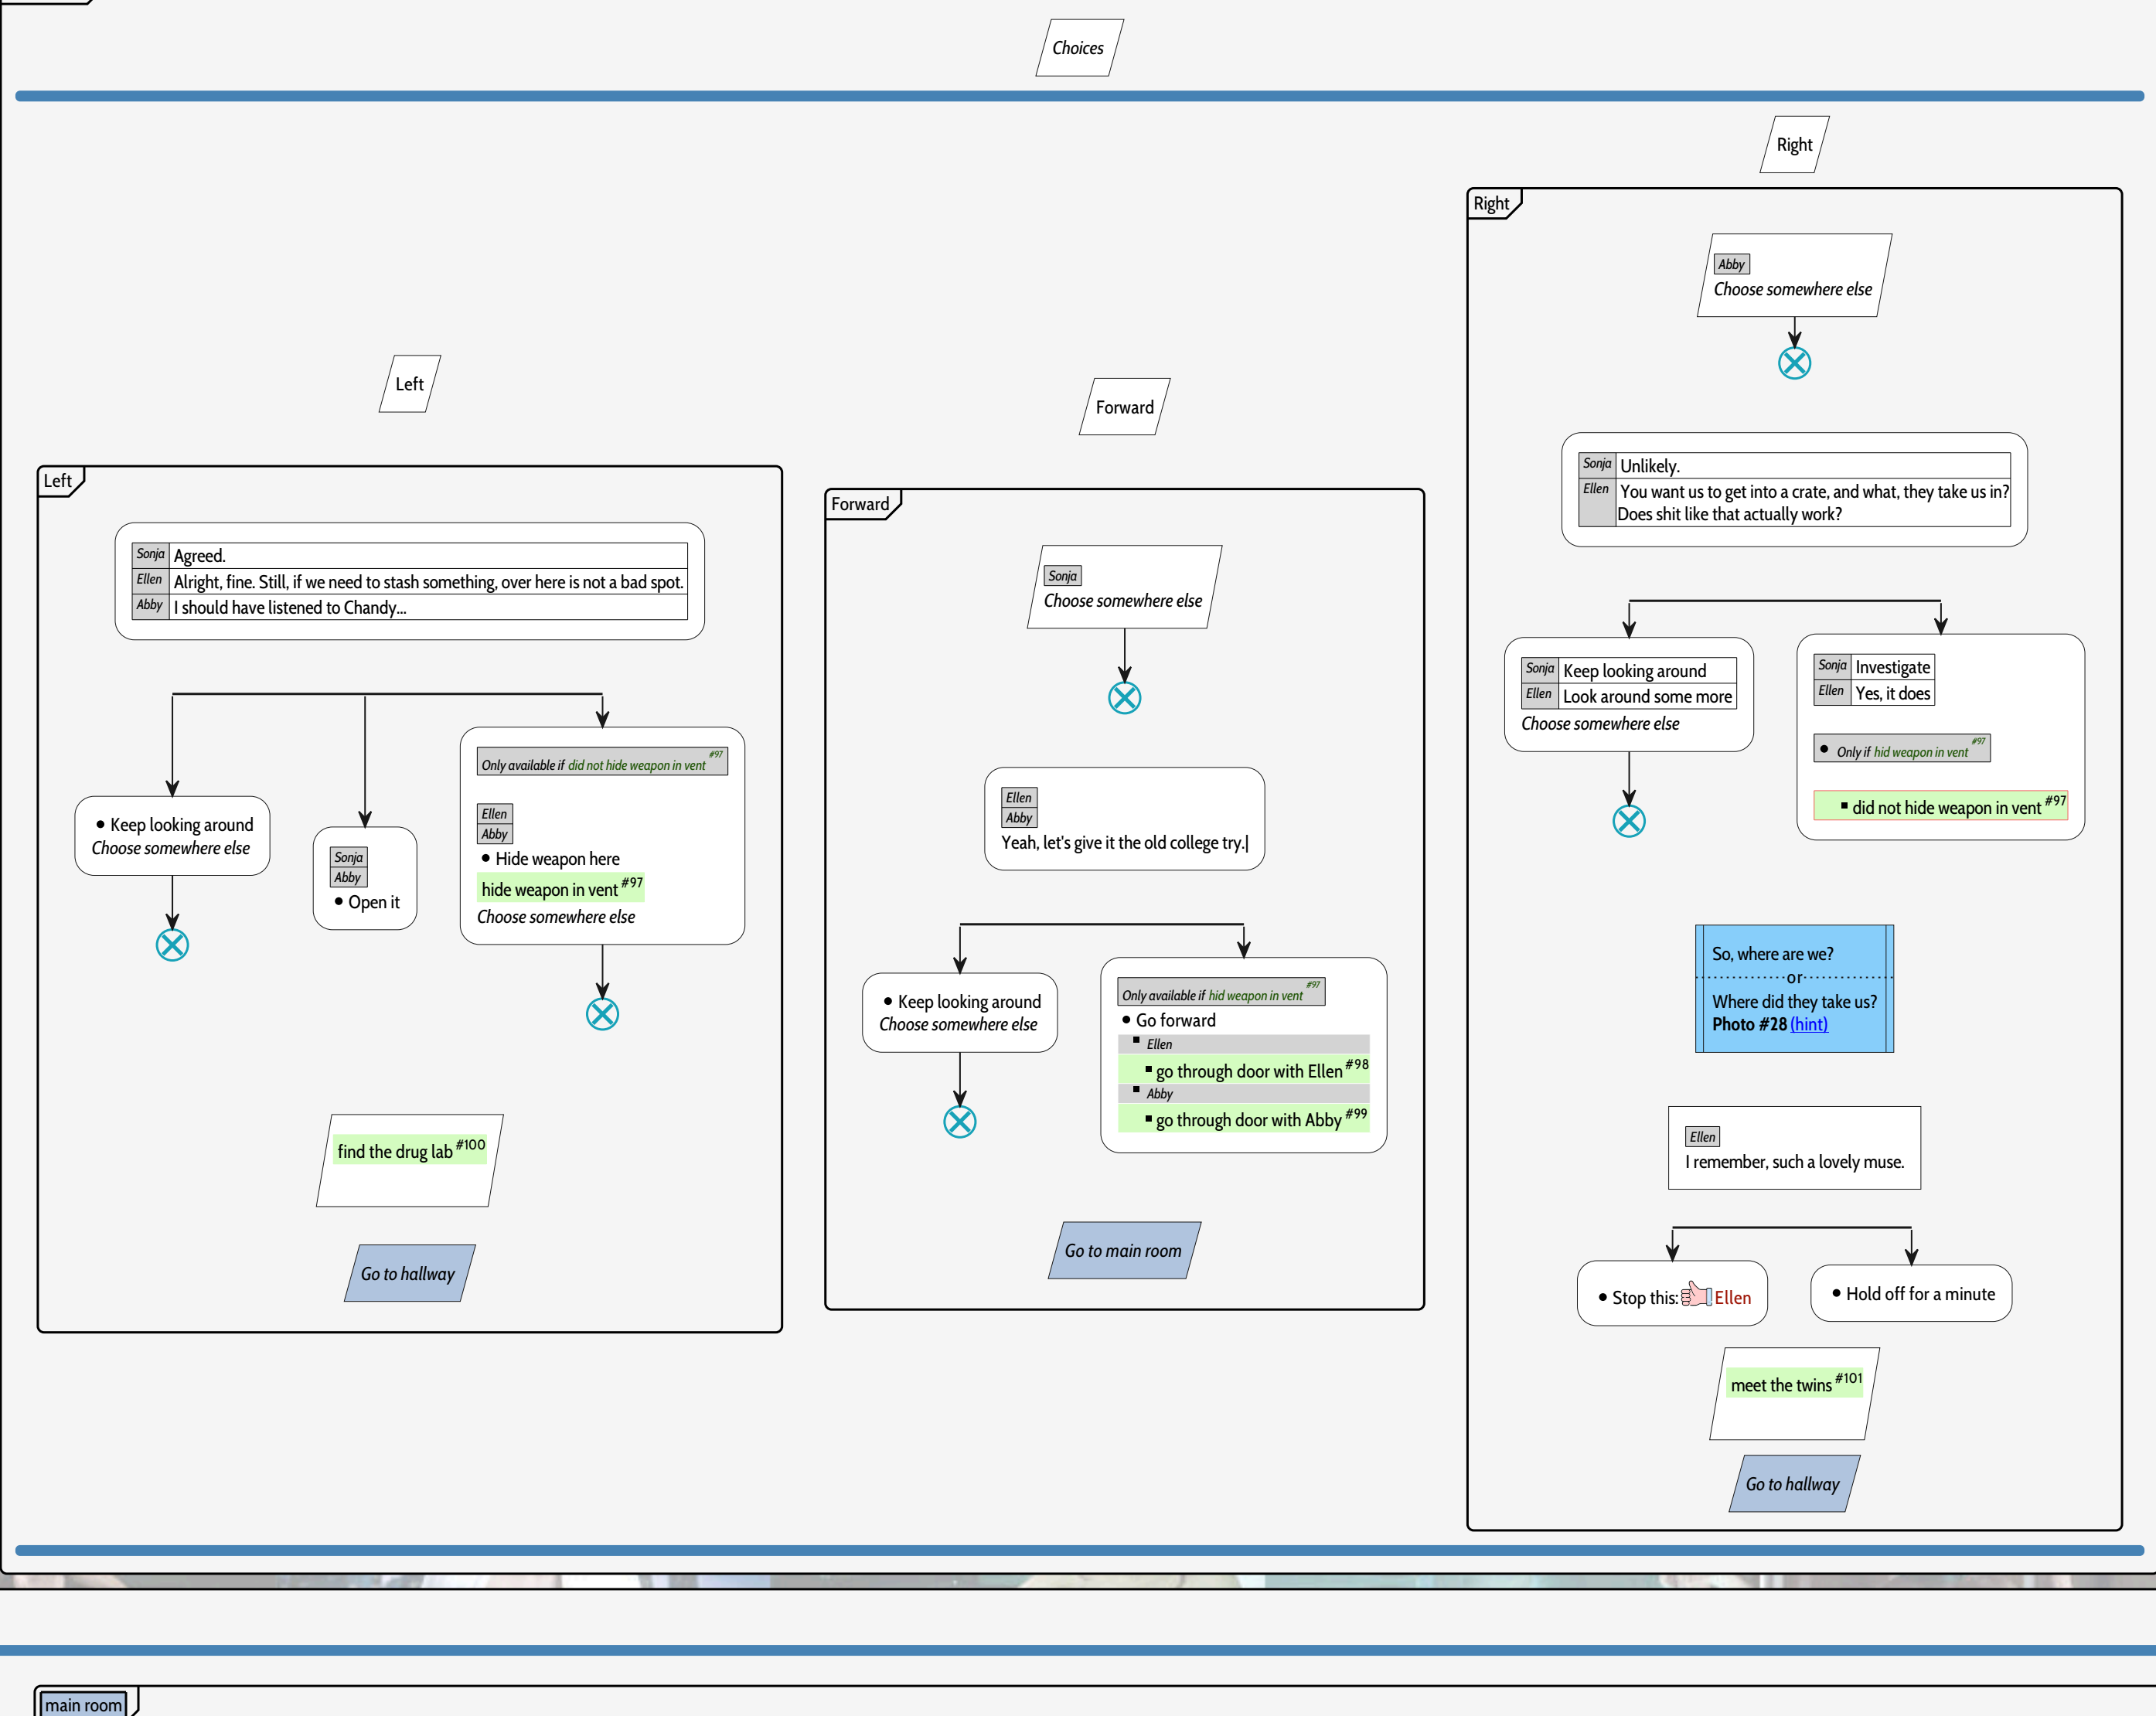 Choices
Left
Left
Sonja Agreed.
Ellen Alright, fine. Still, if we need to stash something, over here is not a bad spot.
Abby I should have listened to Chandy...
• Keep looking around
Choose somewhere else
Sonja
Abby
• Open it
Only available if did not hide weapon in vent #97
Ellen
Abby
• Hide weapon here
hide weapon in vent #97
Choose somewhere else
find the drug lab #100
Go to hallway
Forward
Forward
Sonja
Choose somewhere else
Ellen
Abby
Yeah, let's give it the old college try.|
• Keep looking around
Choose somewhere else
Only available if hid weapon in vent #97
• Go forward
▪ Ellen
▪ go through door with Ellen #98
▪ Abby
▪ go through door with Abby #99
Go to main room
Right
Right
Abby
Choose somewhere else
Sonja Unlikely.
Ellen You want us to get into a crate, and what, they take us in?
Does shit like that actually work?
Sonja Keep looking around
Ellen Look around some more
Choose somewhere else
Sonja Investigate
Ellen Yes, it does
• Only if hid weapon in vent #97
▪ did not hide weapon in vent #97
So, where are we?
or
Where did they take us?
Photo #28 (hint)
Ellen
I remember, such a lovely muse.
• Stop this: Ellen
• Hold off for a minute
meet the twins #101
Go to hallway
main room